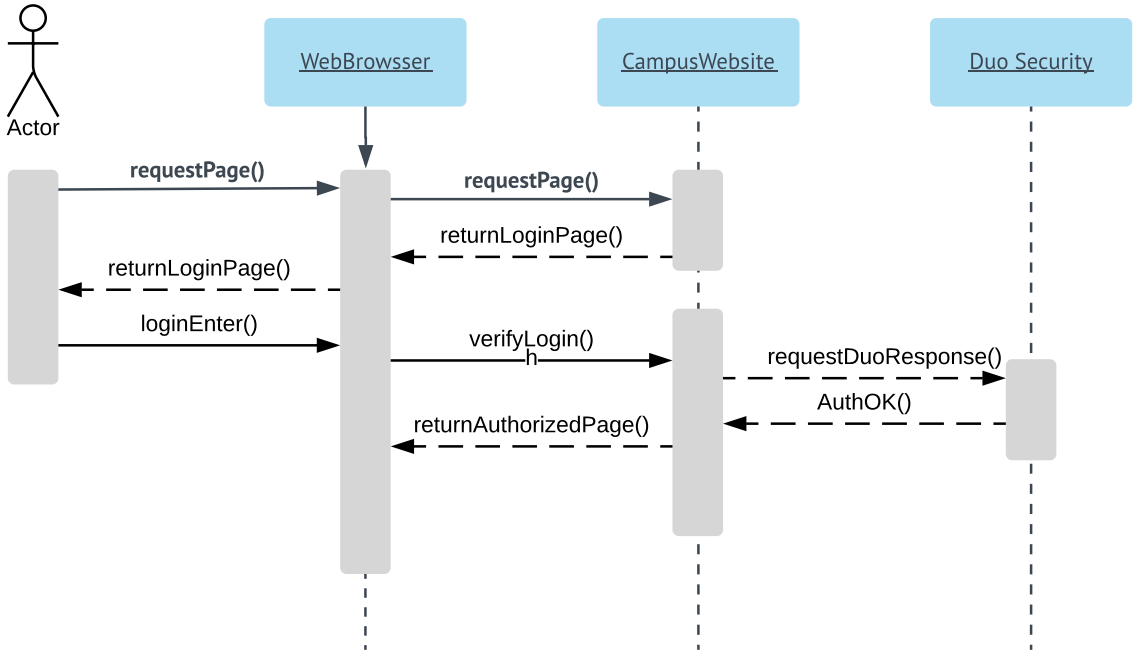 WebBrowsser
CampusWebsite
Duo Security
Actor
requestPage()
requestPage()
returnLoginPage()
returnLoginPage()
loginEnter()
verifyLogin()
h
requestDuoResponse()
AuthOK()
returnAuthorizedPage()